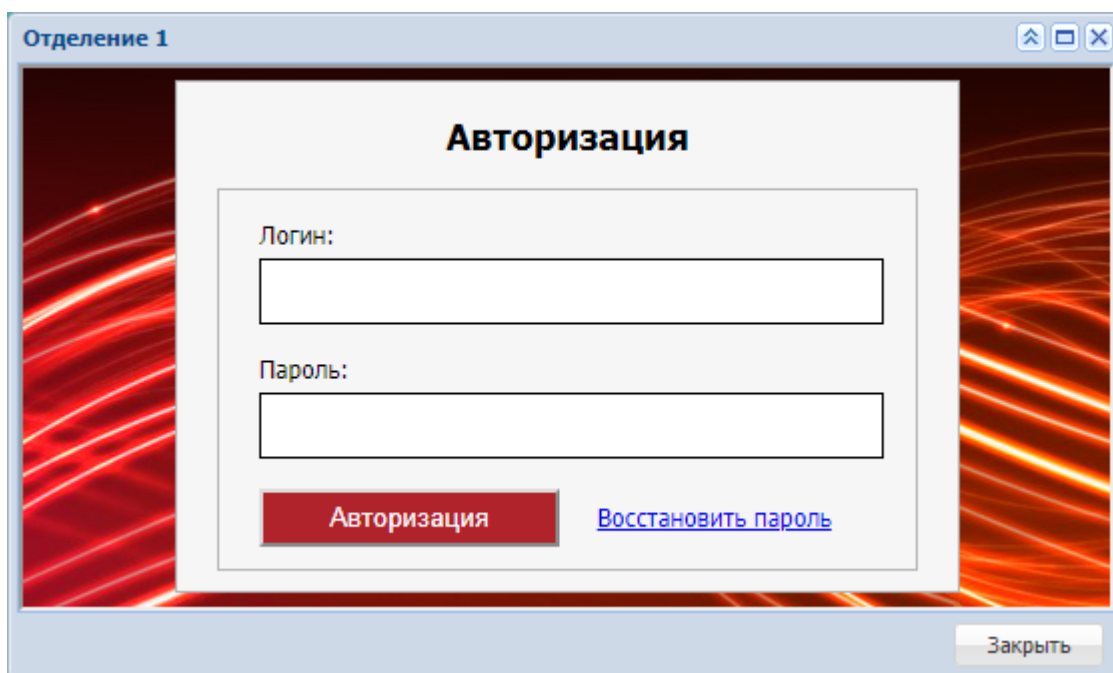 Отделение 1
Авторизация
Логин:
Пароль:
Авторизация Восстановить пароль
Закрыть